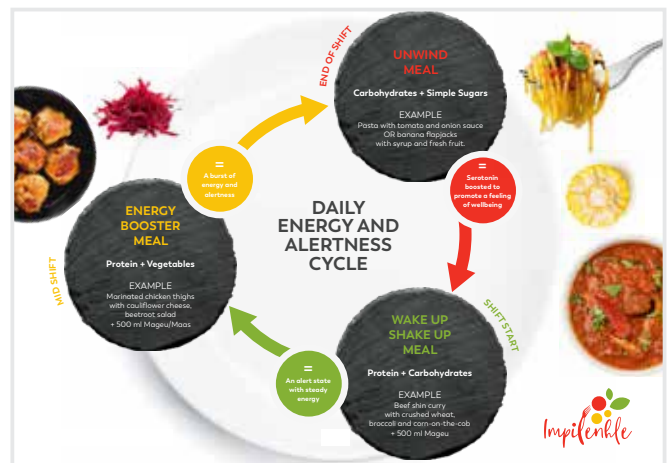 END OF SHIFT
UNWIND
MEAL
Carbohydrates + Simple Sugars
EXAMPLE
Pasta with tomato and onion sauce
OR banana flapjacks
with syrup and fresh fruit.
=
Serotonin
boosted to
promote a feeling
of wellbeing
=
A burst of
energy and
alertness
DAILY
ENERGY AND
ALERTNESS
CYCLE
MID SHIFT
ENERGY
BOOSTER
MEAL
Protein + Vegetables
EXAMPLE
Marinated chicken thighs
with cauliflower cheese,
beetroot salad
+ 500 ml Mageu/Maas
SHIFT START
WAKE UP
SHAKE UP
MEAL
Protein + Carbohydrates
EXAMPLE
Beef shin curry
with crushed wheat,
broccoli and corn-on-the-cob
+ 500 ml Mageu
=
An alert state
with steady
energy
Impilenhle